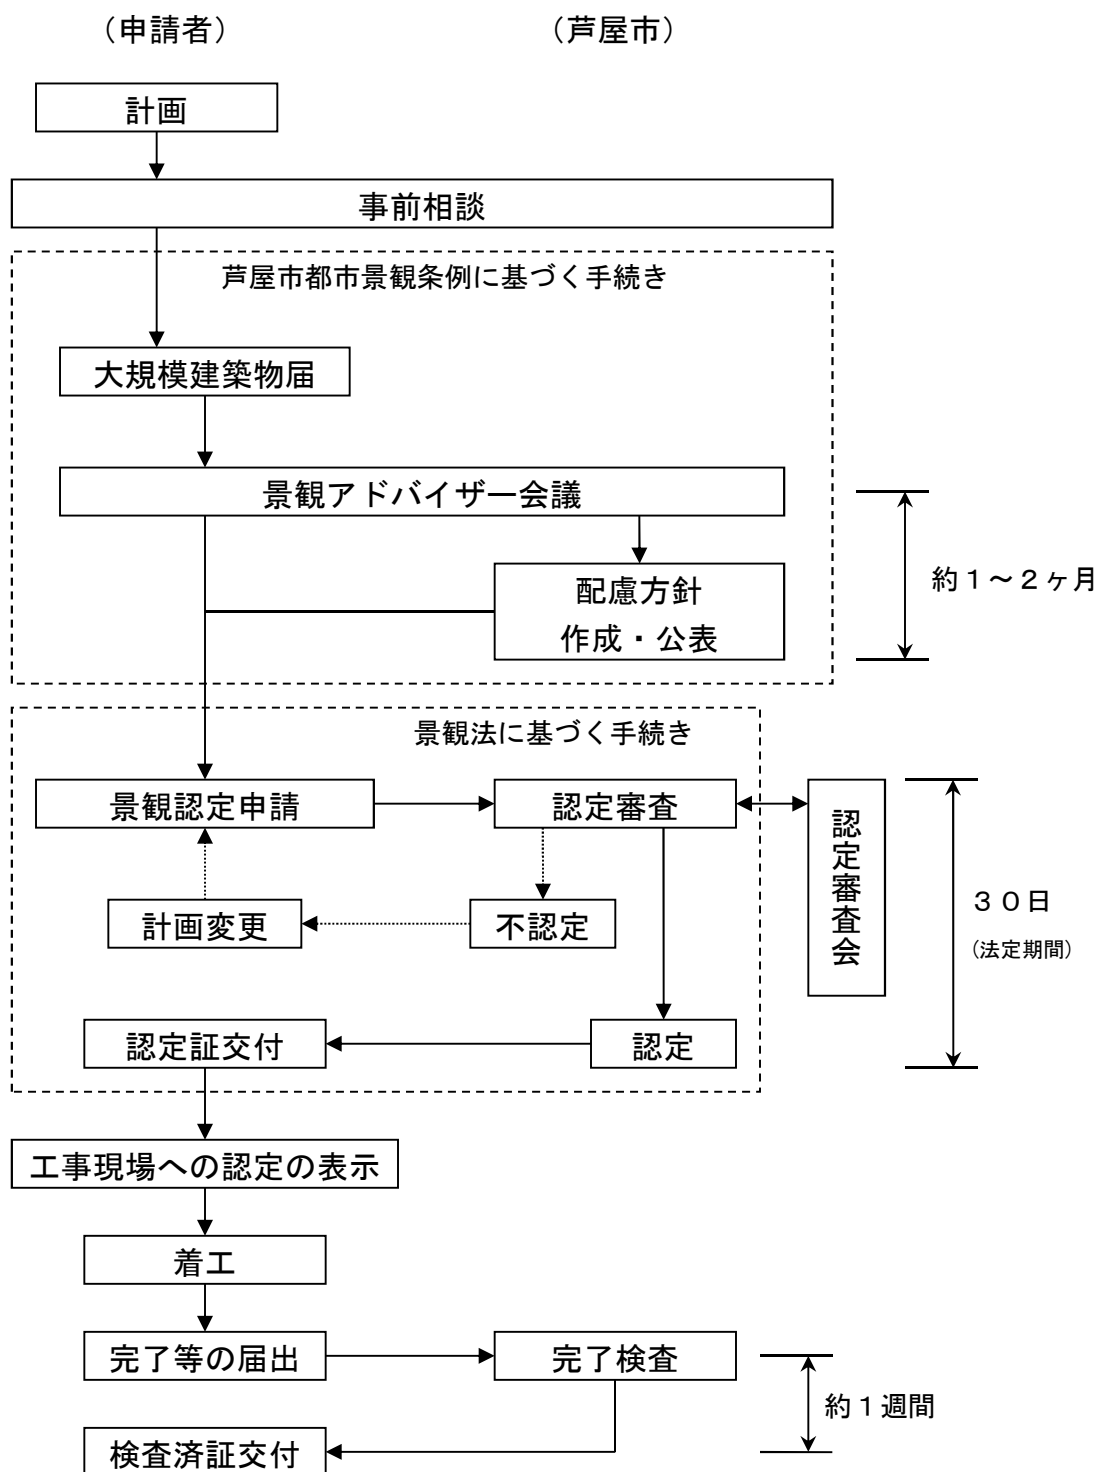 （申請者）
（芦屋市）
計画
事前相談
芦屋市都市景観条例に基づく手続き
大規模建築物届
景観アドバイザー会議
配慮方針
作成・公表
約１～２ヶ月
景観法に基づく手続き
景観認定申請
認定審査
認定審査会
計画変更
不認定
３０日
（法定期間）
認定証交付
認定
工事現場への認定の表示
着工
完了等の届出
完了検査
約１週間
検査済証交付